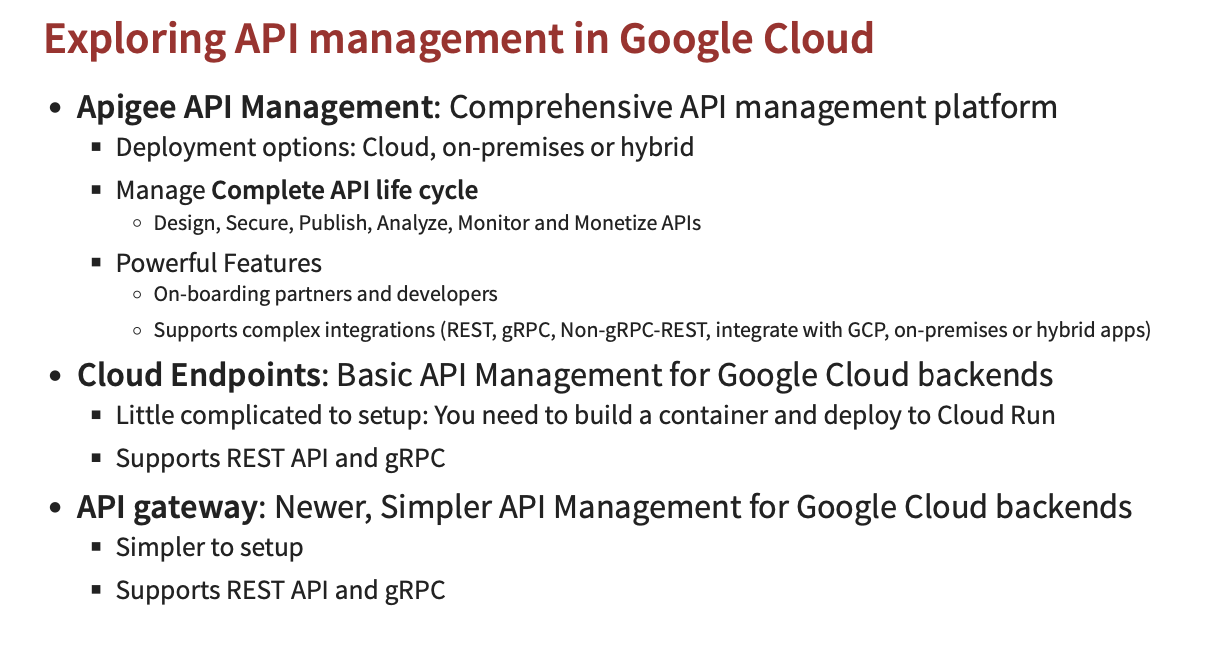 Exploring API management in Google Cloud
• Apigee API Management: Comprehensive API management platform
▪ Deployment options: Cloud, on-premises or hybrid
▪ Manage Complete API life cycle
○ Design, Secure, Publish, Analyze, Monitor and Monetize APIs
▪ Powerful Features
○ On-boarding partners and developers
○ Supports complex integrations (REST, gRPC, Non-gRPC-REST, integrate with GCP, on-premises or hybrid apps)
• Cloud Endpoints: Basic API Management for Google Cloud backends
▪ Little complicated to setup: You need to build a container and deploy to Cloud Run
▪ Supports REST API and gRPC
• API gateway: Newer, Simpler API Management for Google Cloud backends
▪ Simpler to setup
▪ Supports REST API and gRPC